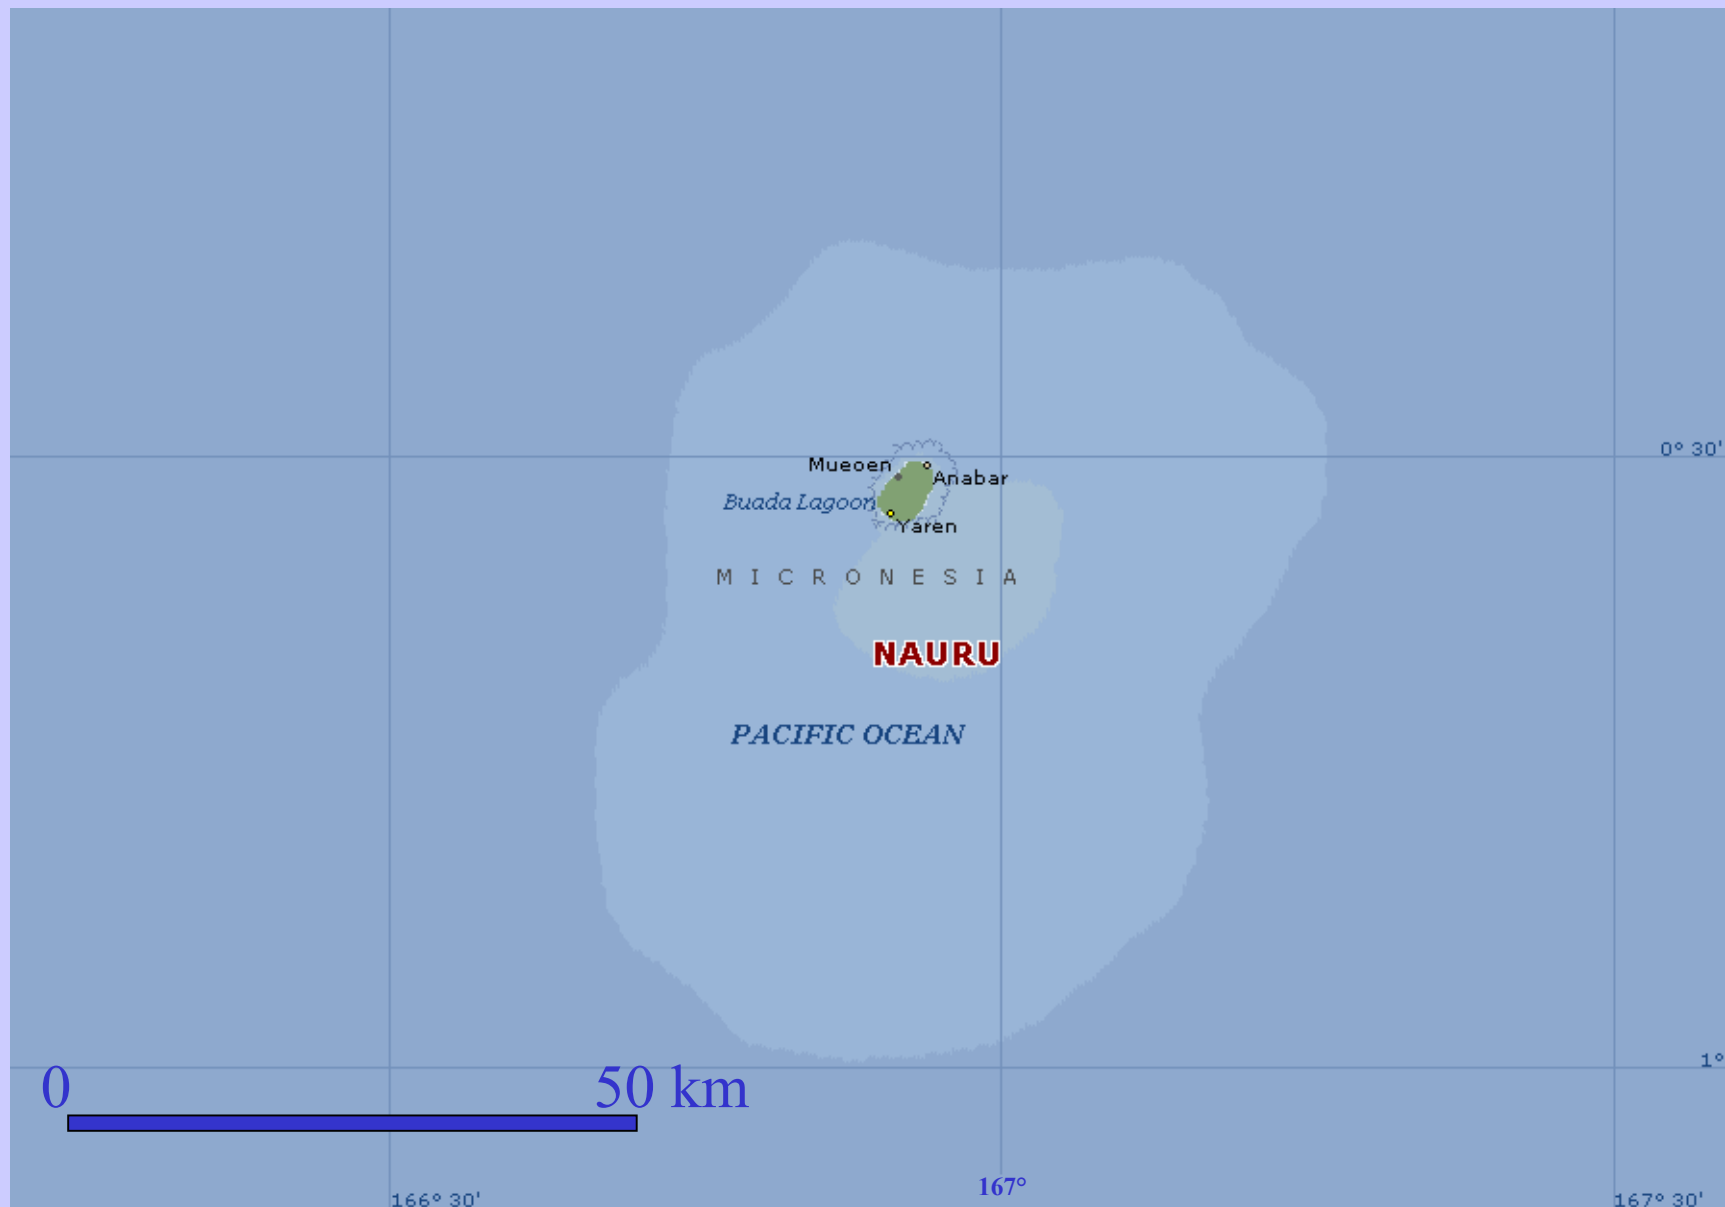 0° 30'
Mueoen
Anabar
Buada Lagoon
Yaren
MICRONESIA
NAURU
PACIFIC OCEAN
1°
0 50 km
167°
166° 30' 167° 30'